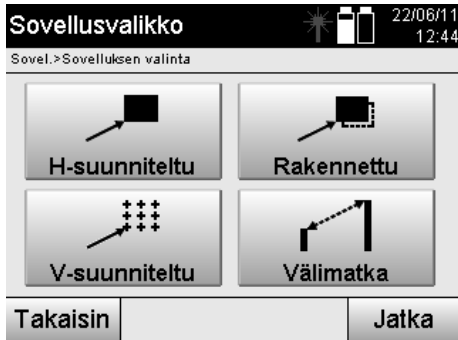 Sovellusvalikko
22/06/11
12:44
Sovel.>Sovelluksen valinta
H-suunniteltu
Rakennettu
V-suunniteltu
Välimatka
Takaisin
Jatka